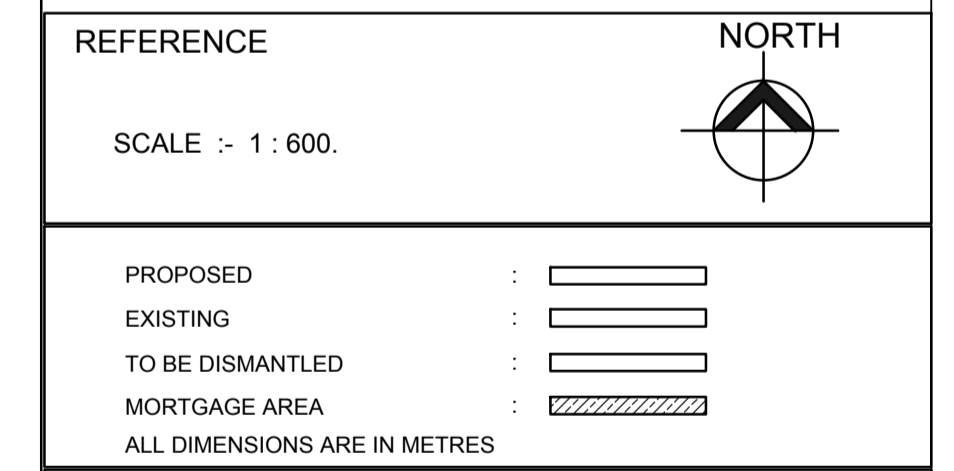 REFERENCE
NORTH
SCALE :- 1 : 600.
PROPOSED :
EXISTING :
TO BE DISMANTLED :
MORTGAGE AREA :
ALL DIMENSIONS ARE IN METRES